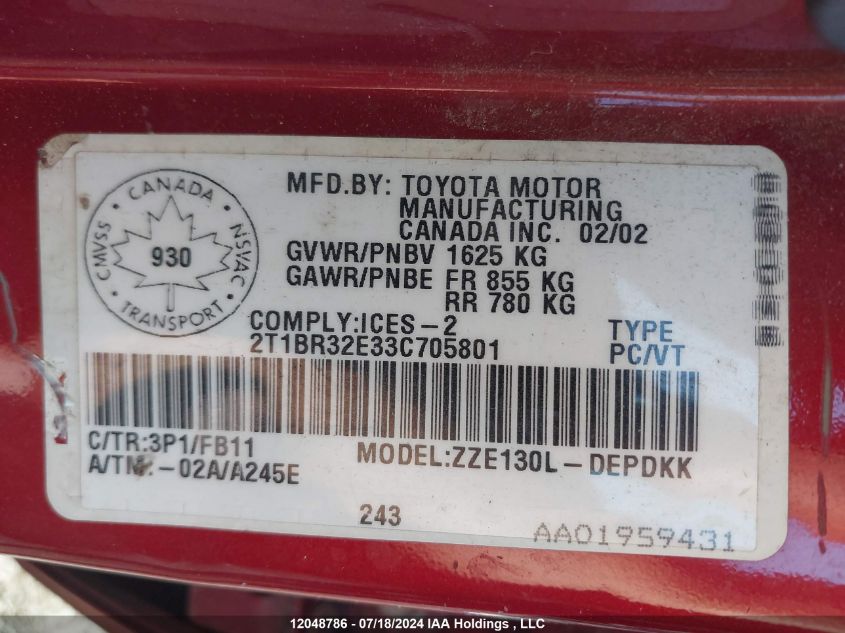 CANADA
CMVSS
930
NSVAC
TRANSPORT
MFD.BY: TOYOTA MOTOR
MANUFACTURING
CANADA INC. 02/02
GVWR/PNBV 1625 KG
GAWR/PNBE FR 855 KG
RR 780 KG
COMPLY:ICES-2
TYPE
2T1BR32E33C705801
PC/VT
C/TR:3P1/FB11
MODEL:ZZE130L-DEPDKK
-02A/A245E
243
AA01959431
12048786 - 07/18/2024 IAA Holdings , LLC